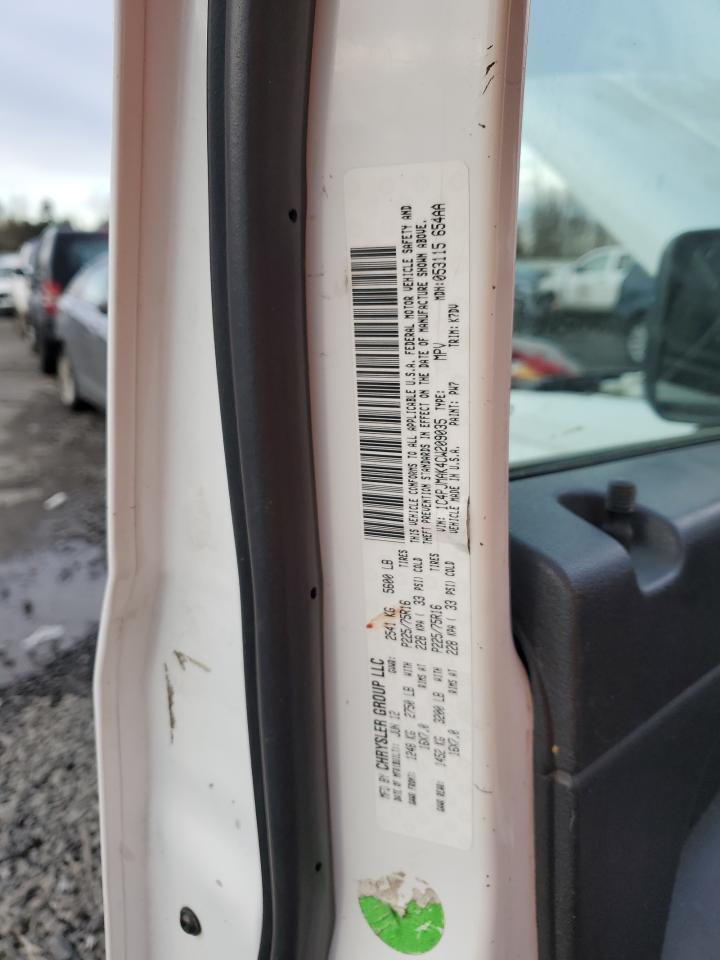 MFG BY CHRYSLER GROUP LLC
DATE OF MFR(BUILT): JUN 12 GVWR: 2541 KG 5600 LB
GAWR FRONT: 1248 KG 2750 LB WITH P225/75R16 TIRES
16X7.0 RIMS AT 228 KPA ( 33 PSI) COLD
GAWR REAR: 1452 KG 3200 LB WITH P225/75R16 TIRES
16X7.0 RIMS AT 228 KPA ( 33 PSI) COLD
THIS VEHICLE CONFORMS TO ALL APPLICABLE U.S.A. FEDERAL MOTOR VEHICLE SAFETY AND
THEFT PREVENTION STANDARDS IN EFFECT ON THE DATE OF MANUFACTURE SHOWN ABOVE.
VIN: 1C4PJMAK4CW209035 TYPE: MPV MDH:053115 654AA
VEHICLE MADE IN U.S.A. PAINT: PW7 TRIM: K7DV